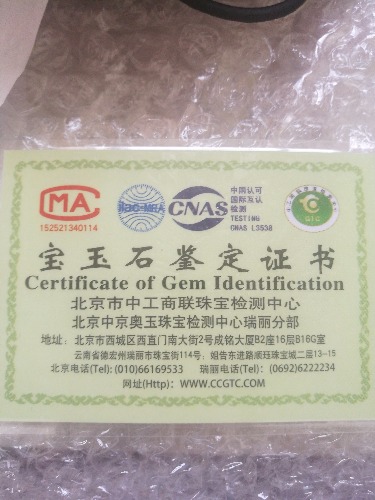 CMA
152521340114
ilac-MRA
CNAS
中国认可
国际互认
检测
TESTING
CNAS L3538
GTC
宝玉石鉴定证书
Certificate of Gem Identification
北京市中工商联珠宝检测中心
北京中京奥玉珠宝检测中心瑞丽分部
地址：北京市西城区西直门南大街2号成铭大厦B2座16层B16G室
云南省德宏州瑞丽市珠宝街114号；姐告东进路顺珏珠宝城二层13-15
北京电话(Tel): (010)66169533 瑞丽电话(Tel): (0692)6222234
网址(Http): WWW.CCGTC.COM